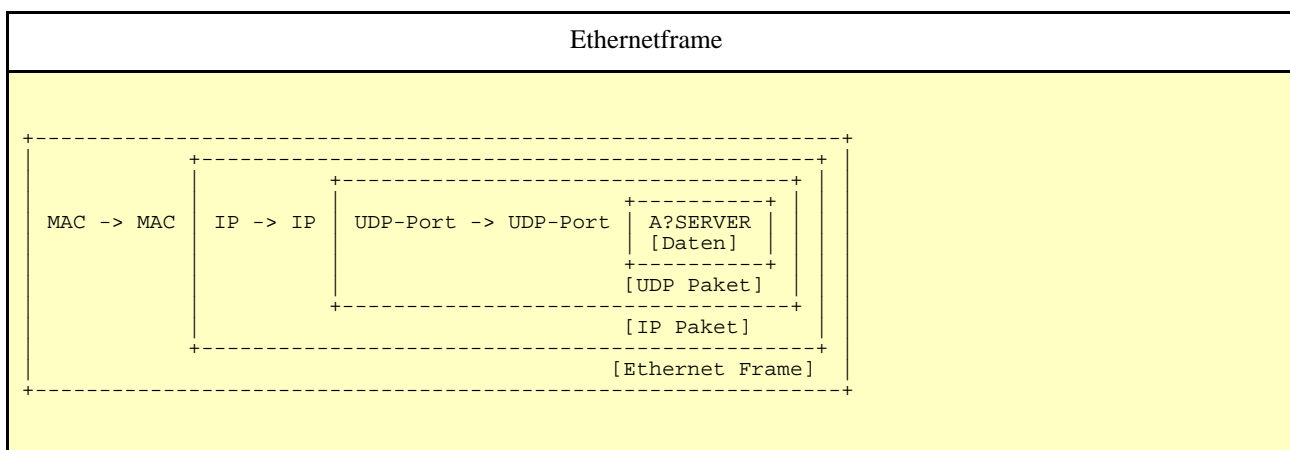 Ethernetframe
MAC -> MAC IP -> IP UDP-Port -> UDP-Port A?SERVER
[Daten]
[UDP Paket]
[IP Paket]
[Ethernet Frame]